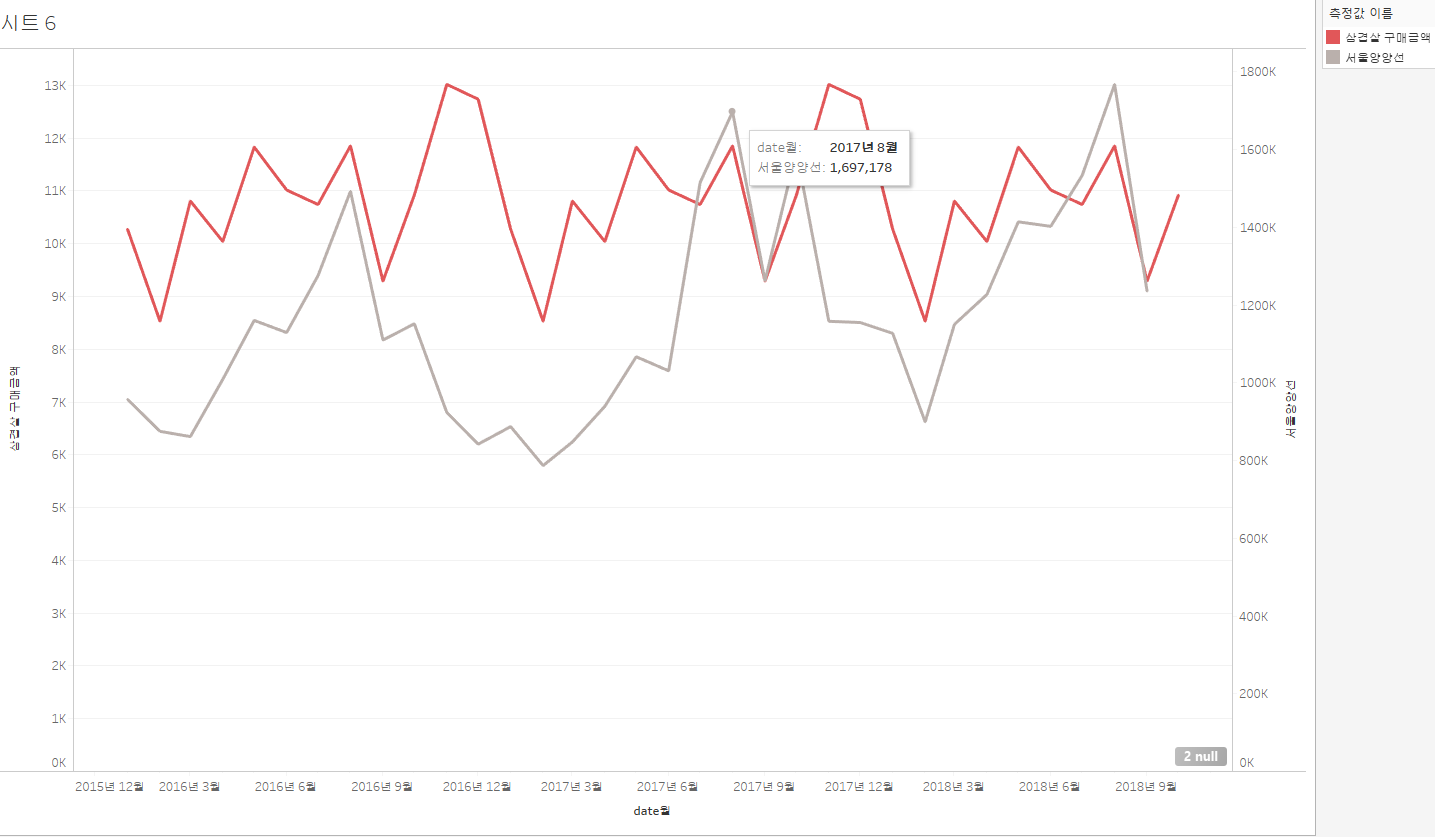 시트 6
측정값 이름
삼겹살 구매금액
서울양양선
13K
12K
11K
10K
9K
8K
7K
6K
5K
4K
3K
2K
1K
0K
삼겹살 구매금액
date월: 2017년 8월
서울양양선: 1,697,178
1800K
1600K
1400K
1200K
1000K
800K
600K
400K
200K
0K
서울양양선
2 null
2015년 12월 2016년 3월 2016년 6월 2016년 9월 2016년 12월 2017년 3월 2017년 6월 2017년 9월 2017년 12월 2018년 3월 2018년 6월 2018년 9월
date월